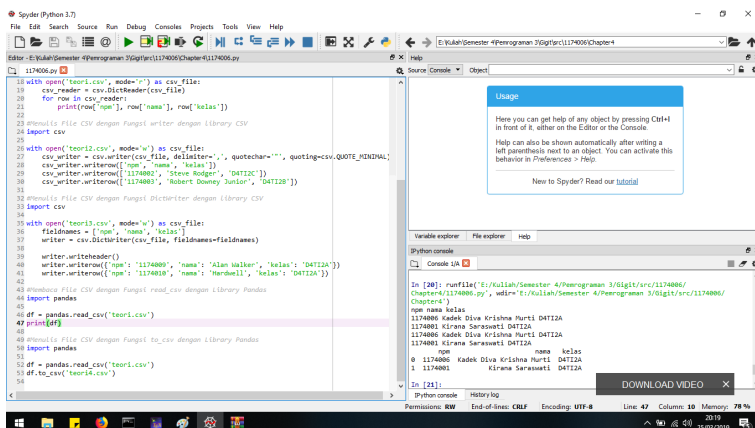 Spyder (Python 3.7)
File Edit Search Source Run Debug Consoles Projects Tools View Help
E:\Kuliah\Semester 4\Pemrograman 3\Gigit\src\1174006\Chapter4
Editor - E:\Kuliah\Semester 4\Pemrograman 3\Gigit\src\1174006\Chapter4\1174006.py
1174006.py
18 with open('teori.csv', mode='r') as csv_file:
19 csv_reader = csv.DictReader(csv_file)
20 for row in csv_reader:
21 print(row['npm'], row['nama'], row['kelas'])
22
23 #Menulis File CSV dengan Fungsi writer dengan library CSV
24 import csv
25
26 with open('teori2.csv', mode='w') as csv_file:
27 csv_writer = csv.writer(csv_file, delimiter=',', quotechar='"', quoting=csv.QUOTE_MINIMAL)
28 csv_writer.writerow(['npm', 'nama', 'kelas'])
29 csv_writer.writerow(['1174002', 'Steve Rodger', 'D4TI2C'])
30 csv_writer.writerow(['1174003', 'Robert Downey Junior', 'D4TI2B'])
31
32 #Menulis File CSV dengan Fungsi DictWriter dengan library CSV
33 import csv
34
35 with open('teori3.csv', mode='w') as csv_file:
36 fieldnames = ['npm', 'nama', 'kelas']
37 writer = csv.DictWriter(csv_file, fieldnames=fieldnames)
38
39 writer.writeheader()
40 writer.writerow({'npm': '1174009', 'nama': 'Alan Walker', 'kelas': 'D4TI2A'})
41 writer.writerow({'npm': '1174010', 'nama': 'Hardwell', 'kelas': 'D4TI2A'})
42
43 #Membaca File CSV dengan Fungsi read_csv dengan Library Pandas
44 import pandas
45
46 df = pandas.read_csv('teori.csv')
47 print(df)
48
49 #Menulis File CSV dengan Fungsi to_csv dengan Library Pandas
50 import pandas
51
52 df = pandas.read_csv('teori.csv')
53 df.to_csv('teori4.csv')
54
Help
Source Console Object
Usage
Here you can get help of any object by pressing Ctrl+I
in front of it, either on the Editor or the Console.
Help can also be shown automatically after writing a
left parenthesis next to an object. You can activate this
behavior in Preferences > Help.
New to Spyder? Read our tutorial
Variable explorer File explorer Help
IPython console
Console 1/A
In [20]: runfile('E:/Kuliah/Semester 4/Pemrograman 3/Gigit/src/1174006/
Chapter4/1174006.py', wdir='E:/Kuliah/Semester 4/Pemrograman 3/Gigit/src/1174006/
Chapter4')
npm nama kelas
1174006 Kadek Diva Krishna Murti D4TI2A
1174001 Kirana Saraswati D4TI2A
1174006 Kadek Diva Krishna Murti D4TI2A
1174001 Kirana Saraswati D4TI2A
npm nama kelas
0 1174006 Kadek Diva Krishna Murti D4TI2A
1 1174001 Kirana Saraswati D4TI2A
In [21]:
DOWNLOAD VIDEO
IPython console History log
Permissions: RW End-of-lines: CRLF Encoding: UTF-8 Line: 47 Column: 10 Memory: 78 %
20:19
25/02/2019